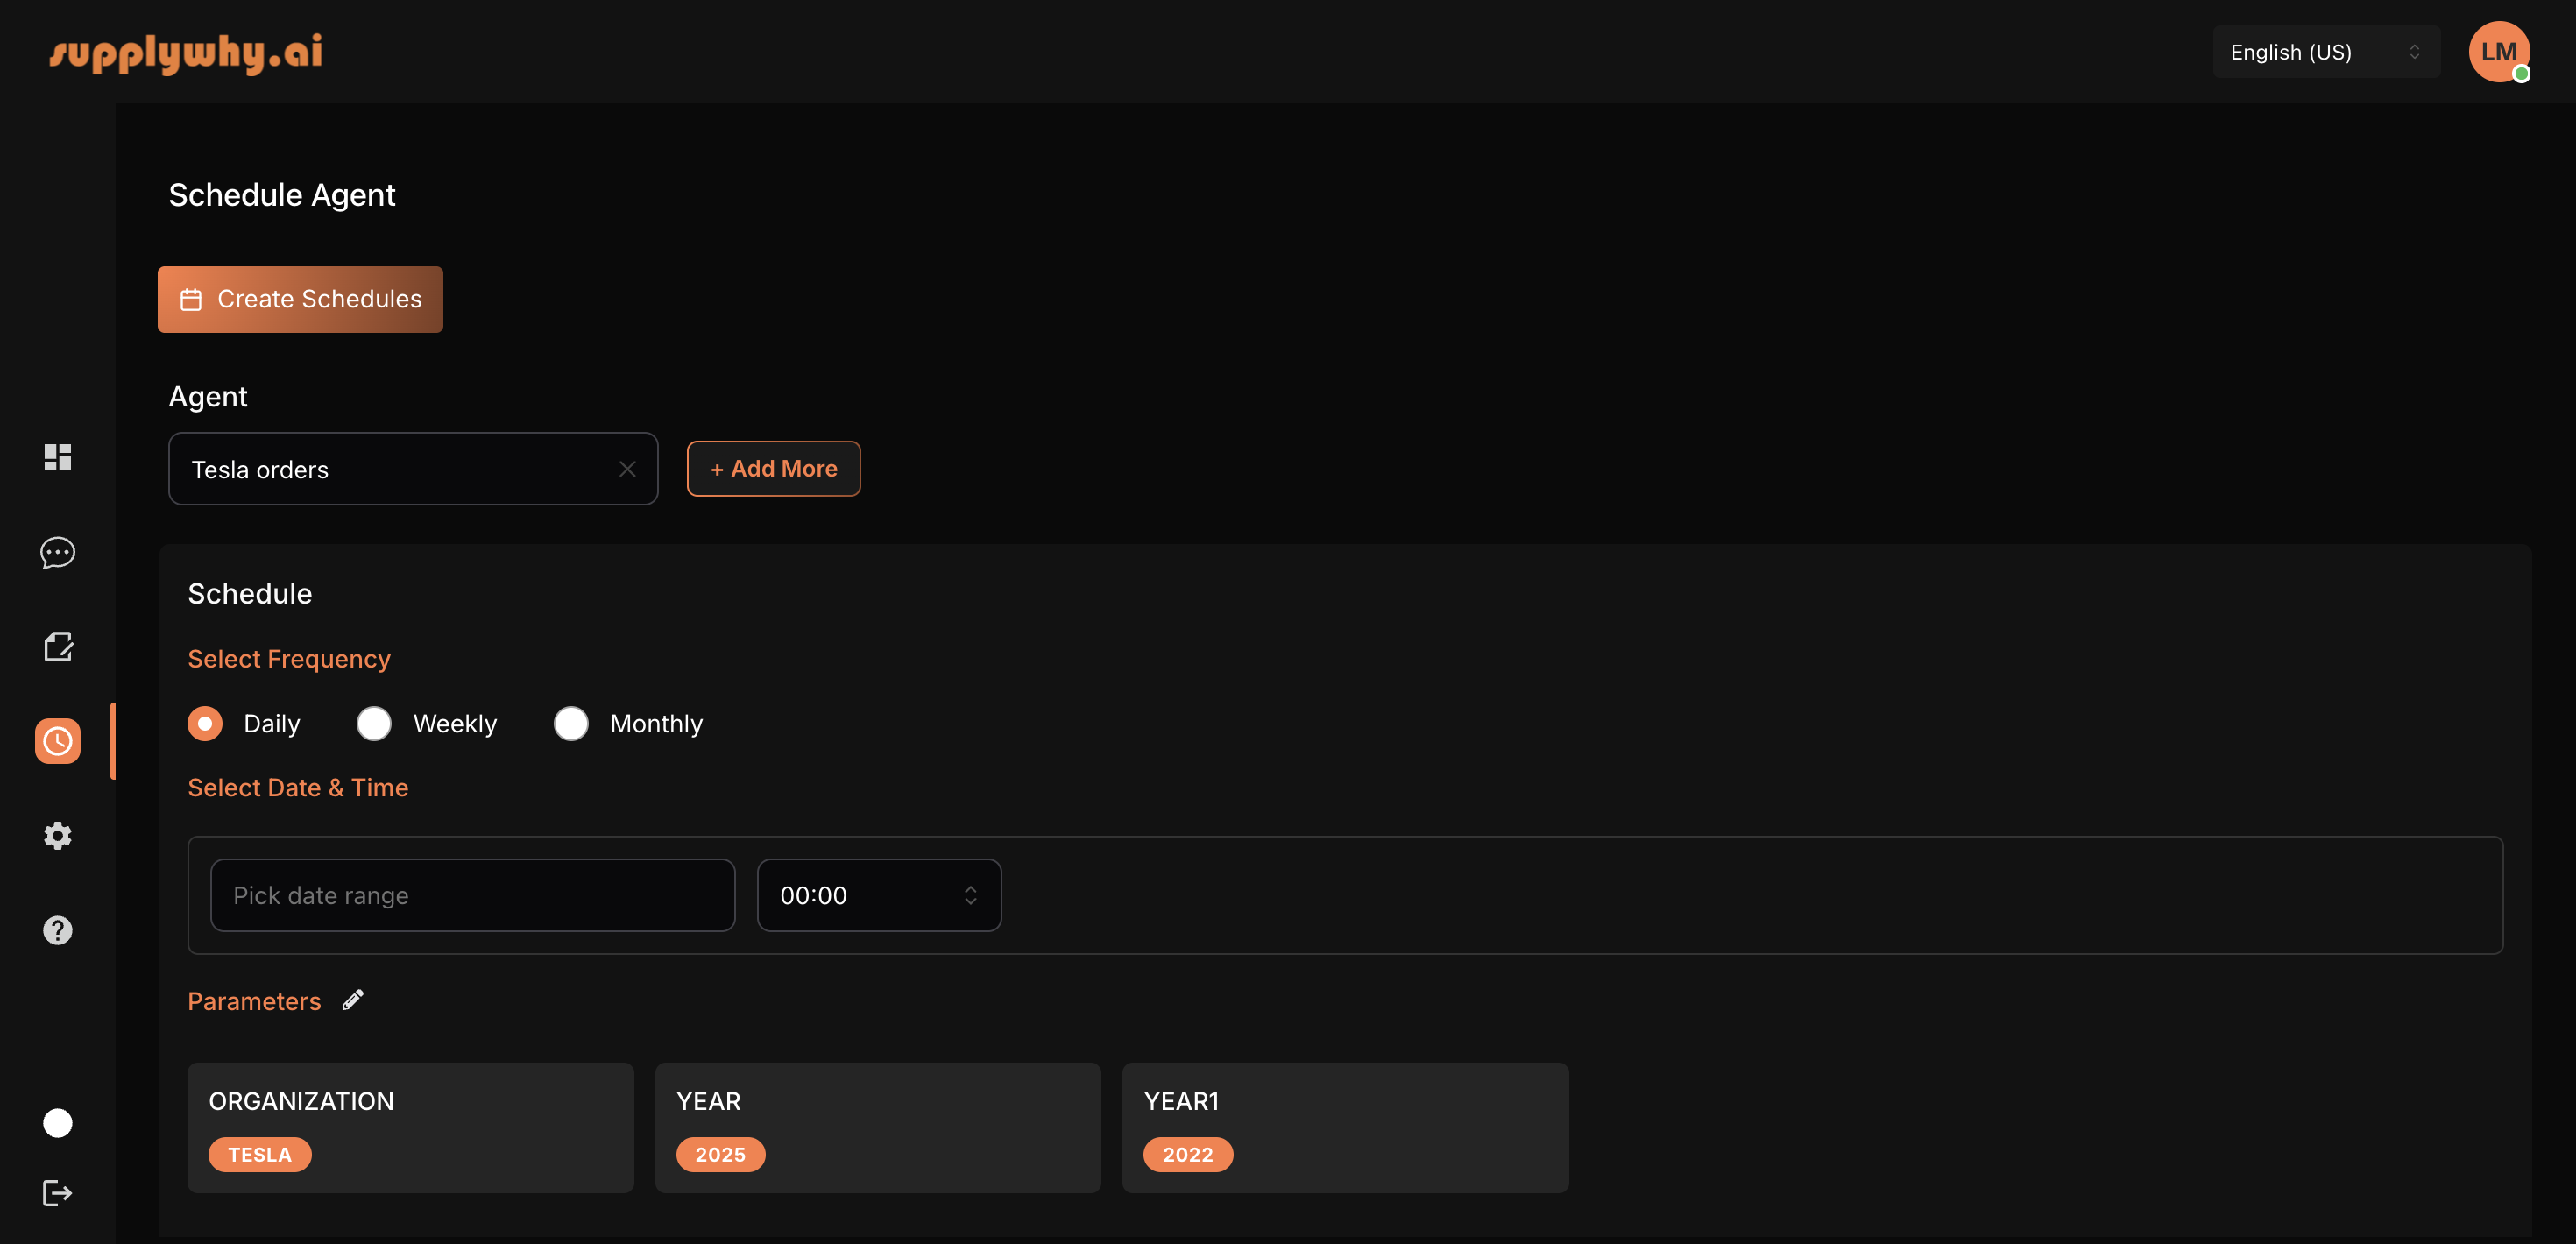 supplywhy.ai
English (US)
LM
Schedule Agent
Create Schedules
Agent
Tesla orders
+ Add More
Schedule
Select Frequency
Daily
Weekly
Monthly
Select Date & Time
Pick date range
00:00
Parameters
ORGANIZATION
YEAR
YEAR1
TESLA
2025
2022